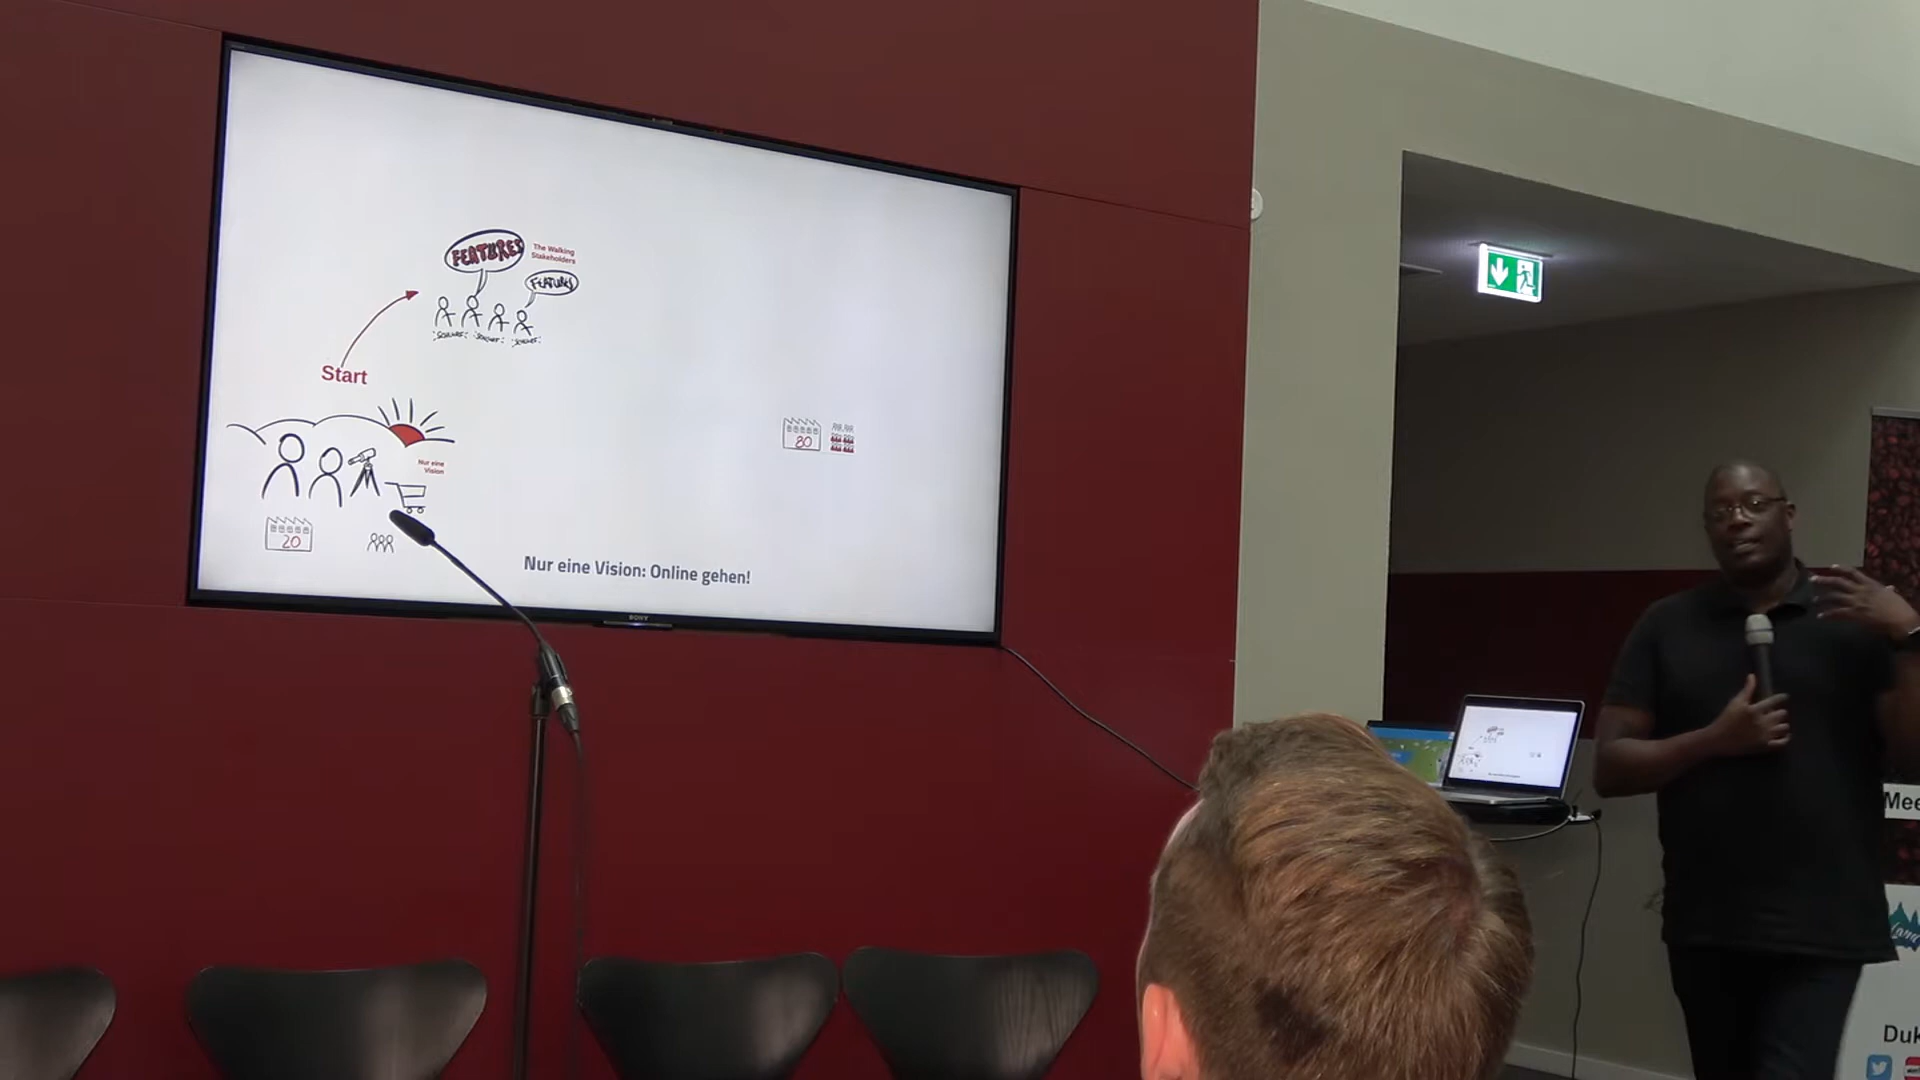 FEATURES
The Walking
Stakeholders
FEATURES
Start
Nur eine
Vision
80
20
Nur eine Vision: Online gehen!
SONY
Mee
Land
Duk